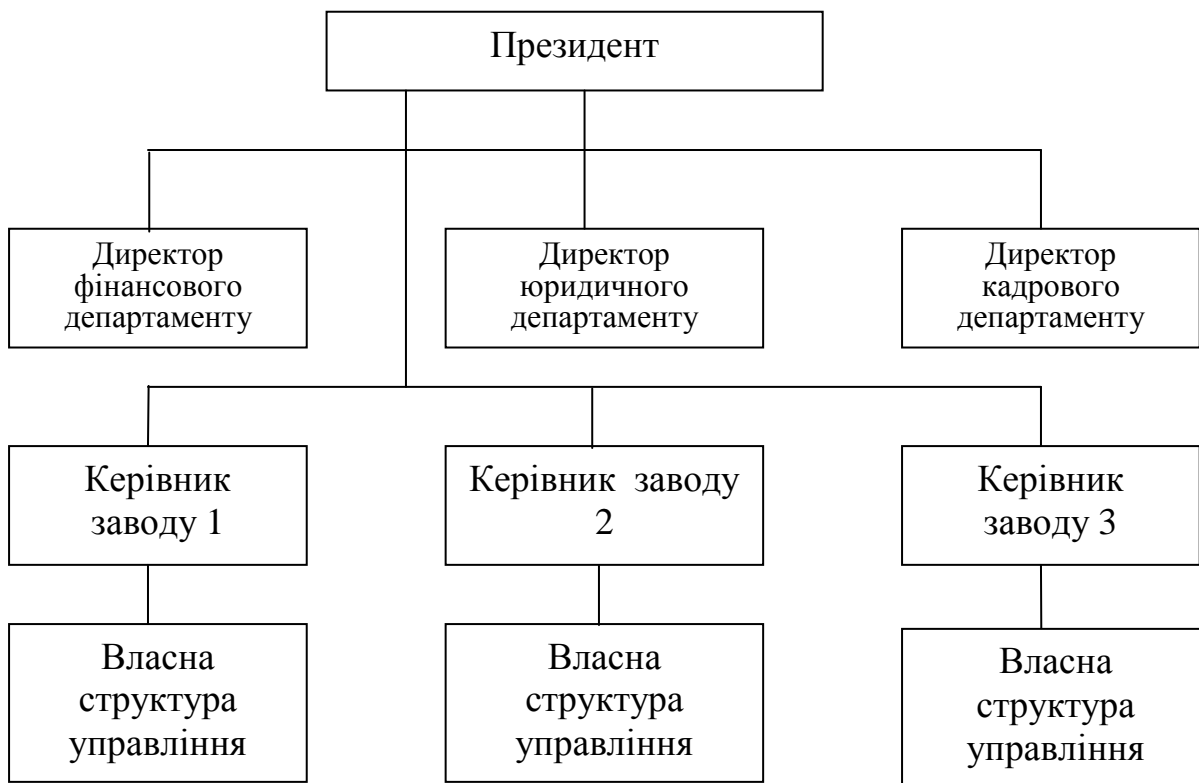 Президент
Директор
фінансового
департаменту
Директор
юридичного
департаменту
Директор
кадрового
департаменту
Керівник
заводу 1
Керівник заводу
2
Керівник
заводу 3
Власна
структура
управління
Власна
структура
управління
Власна
структура
управління